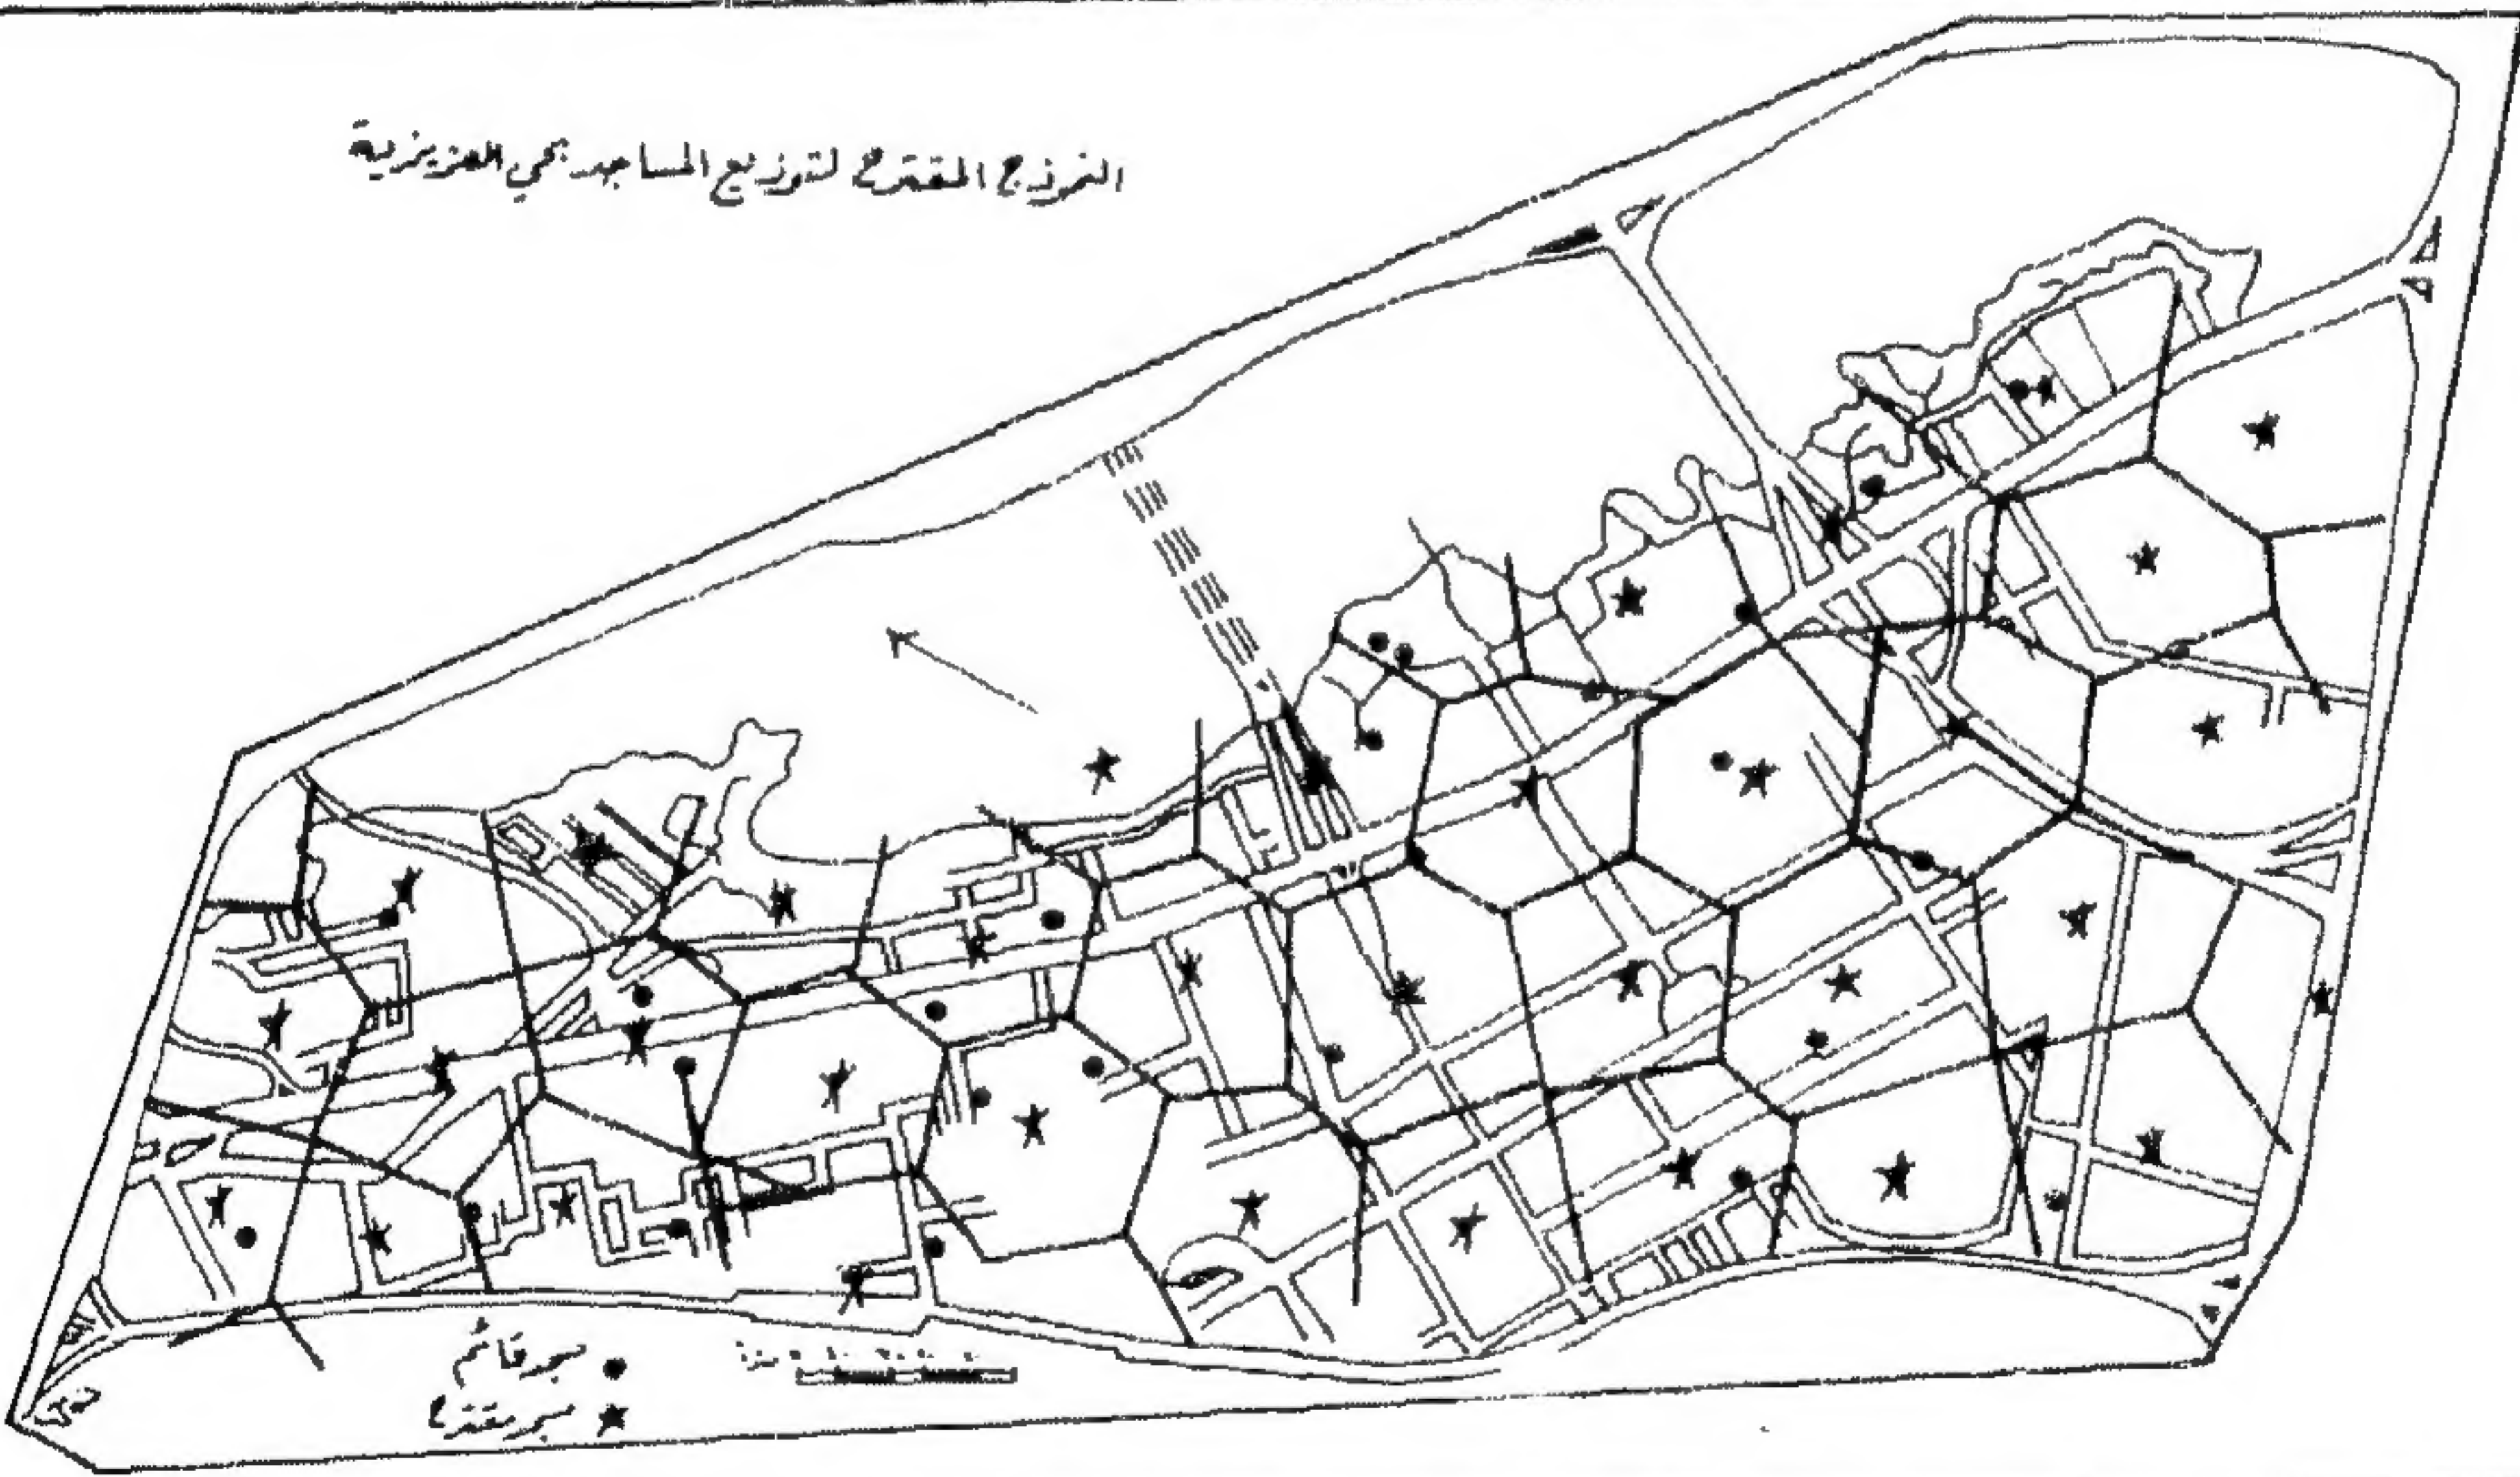 النموذج المقترح لتوزيع المساجد بحي العزيزية
مسجد قائم
مسجد مقترح